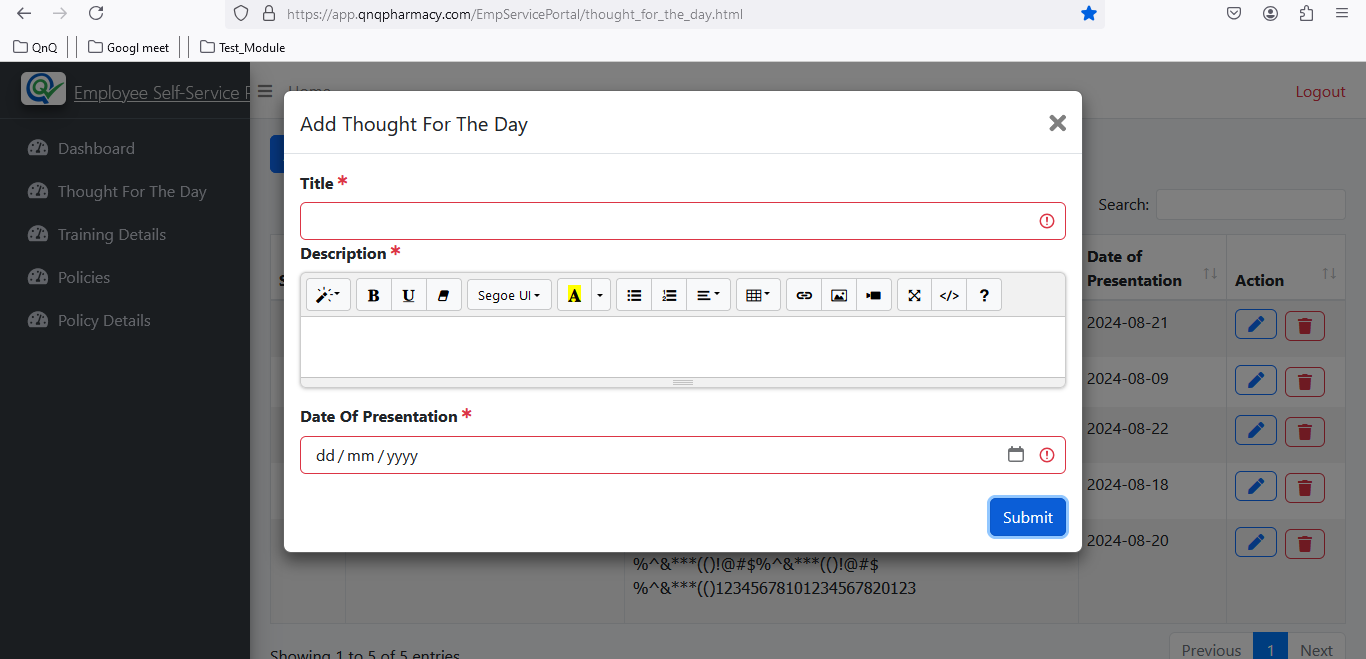 https://app.qnqpharmacy.com/EmpServicePortal/thought_for_the_day.html
QnQ Googl meet Test_Module
Employee Self-Service
Home
Logout
Dashboard
Thought For The Day
Training Details
Policies
Policy Details
Add Thought For The Day
Title *
Description *
B U Segoe UI A </> ?
Date Of Presentation *
dd / mm / yyyy
Submit
Search:
Date of
Presentation
Action
2024-08-21
2024-08-09
2024-08-22
2024-08-18
2024-08-20
%^&***(()!@#$%^&***(()!@#$
%^&***(()12345678101234567820123
Showing 1 to 5 of 5 entries
Previous 1 Next